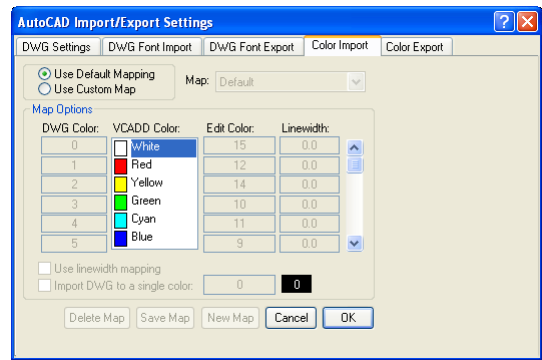 AutoCAD Import/Export Settings
DWG Settings DWG Font Import DWG Font Export Color Import Color Export
Use Default Mapping Map: Default
Use Custom Map
Map Options
DWG Color: VCADD Color: Edit Color: Linewidth:
0 White 15 0.0
1 Red 12 0.0
2 Yellow 14 0.0
3 Green 10 0.0
4 Cyan 11 0.0
5 Blue 9 0.0
Use linewidth mapping
Import DWG to a single color: 0 0
Delete Map Save Map New Map Cancel OK